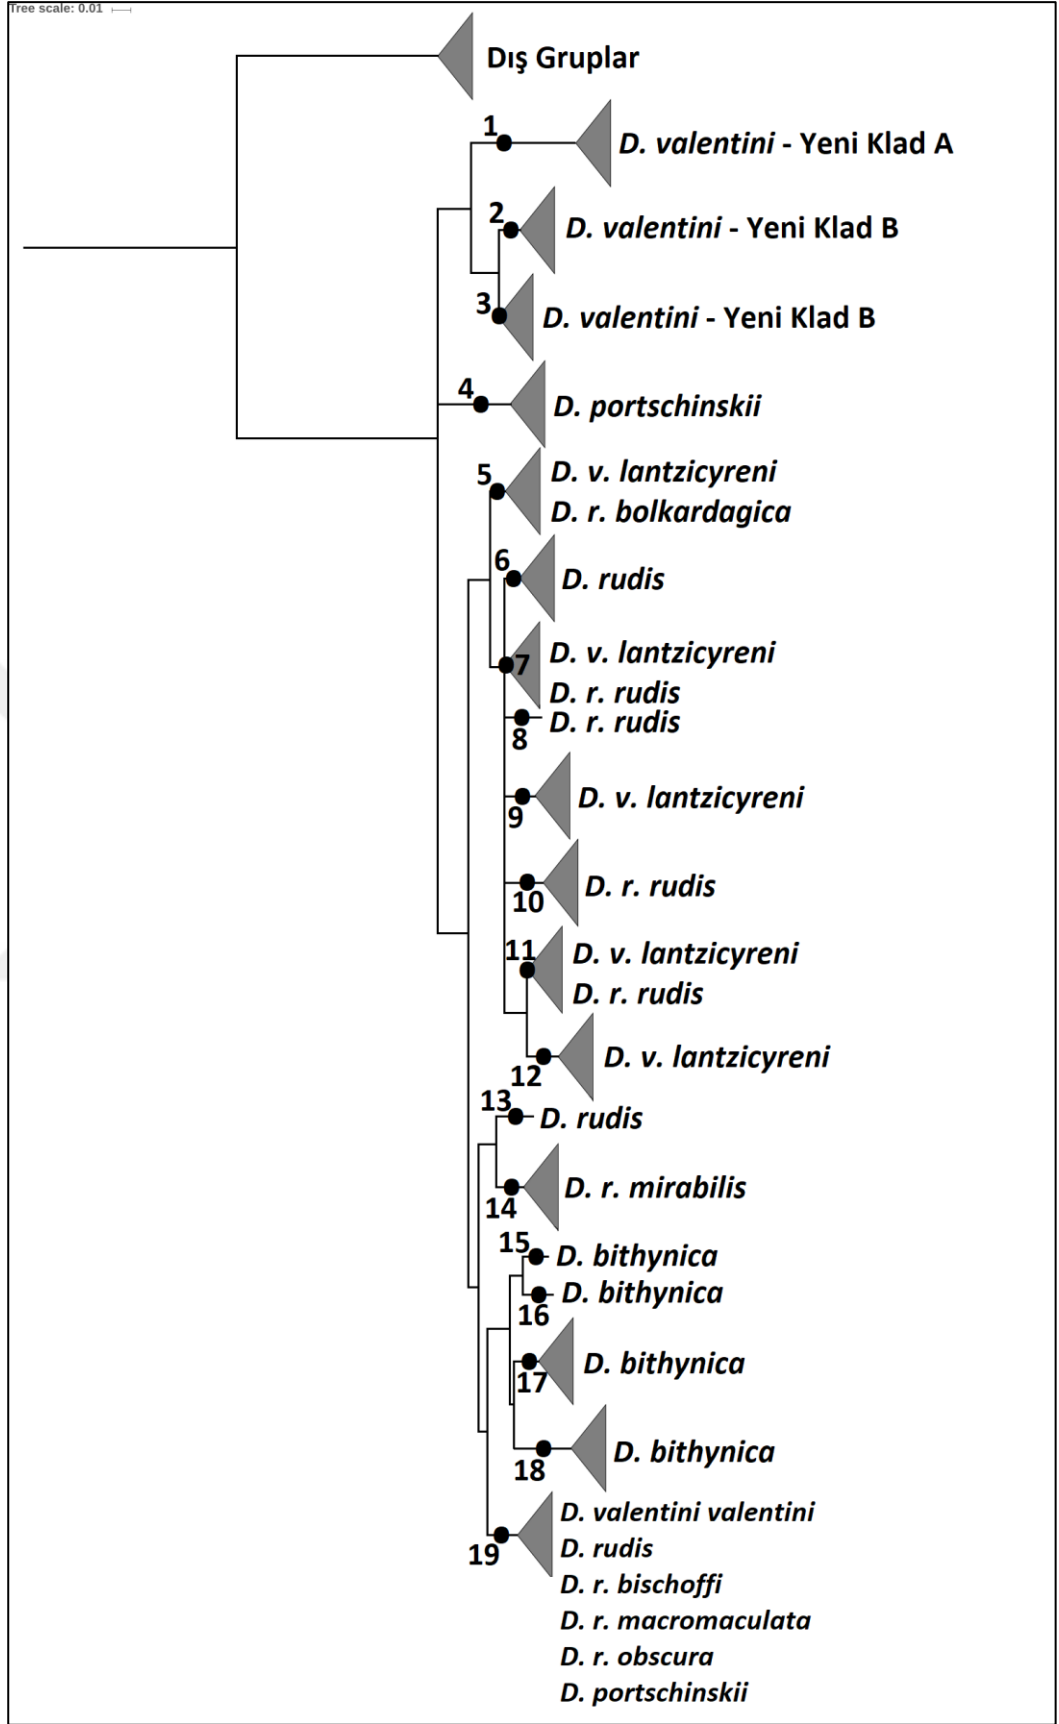 Tree scale: 0.01
Dış Gruplar
1
D. valentini - Yeni Klad A
2
D. valentini - Yeni Klad B
3
D. valentini - Yeni Klad B
4
D. portschinskii
5
D. v. lantzicyreni
D. r. bolkardagica
6
D. rudis
7
D. v. lantzicyreni
D. r. rudis
8
D. r. rudis
9
D. v. lantzicyreni
10
D. r. rudis
11
D. v. lantzicyreni
D. r. rudis
12
D. v. lantzicyreni
13
D. rudis
14
D. r. mirabilis
15
D. bithynica
16
D. bithynica
17
D. bithynica
18
D. bithynica
19
D. valentini valentini
D. rudis
D. r. bischoffi
D. r. macromaculata
D. r. obscura
D. portschinskii